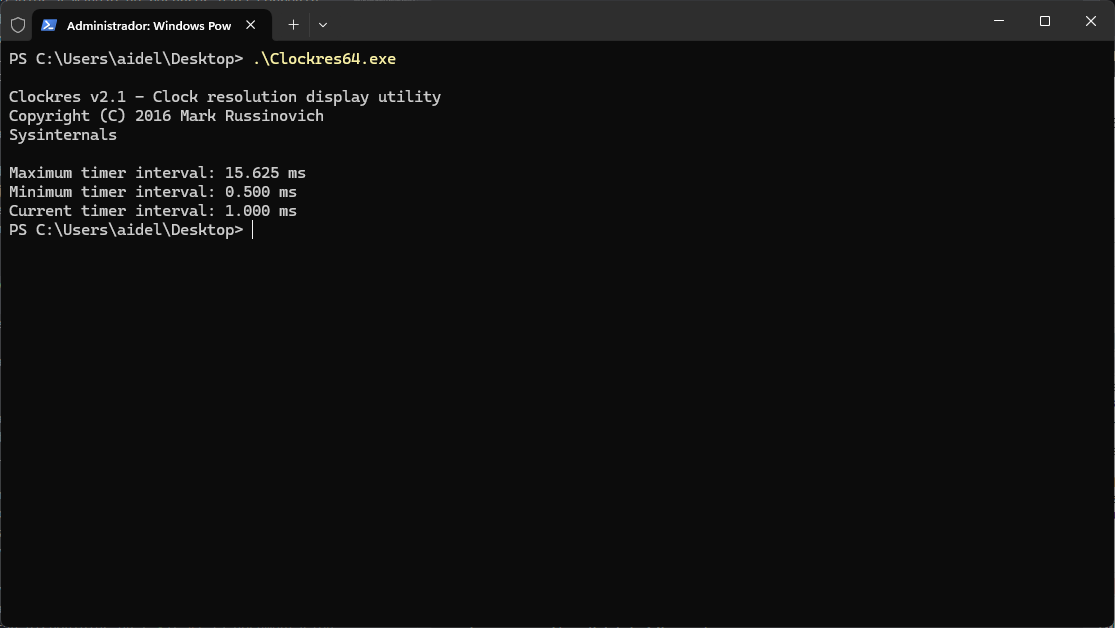 Administrador: Windows Pow
PS C:\Users\aidel\Desktop> .\Clockres64.exe
Clockres v2.1 - Clock resolution display utility
Copyright (C) 2016 Mark Russinovich
Sysinternals
Maximum timer interval: 15.625 ms
Minimum timer interval: 0.500 ms
Current timer interval: 1.000 ms
PS C:\Users\aidel\Desktop>